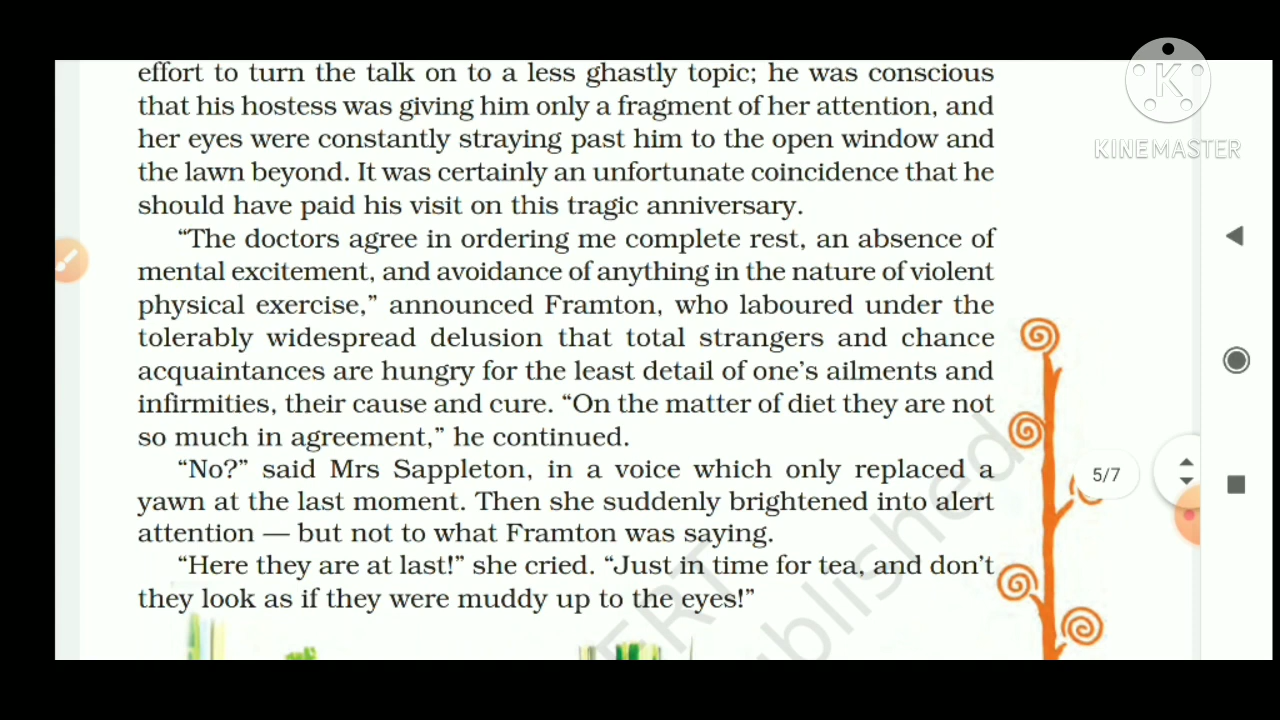 effort to turn the talk on to a less ghastly topic; he was conscious
that his hostess was giving him only a fragment of her attention, and
her eyes were constantly straying past him to the open window and
the lawn beyond. It was certainly an unfortunate coincidence that he
should have paid his visit on this tragic anniversary.
“The doctors agree in ordering me complete rest, an absence of
mental excitement, and avoidance of anything in the nature of violent
physical exercise,” announced Framton, who laboured under the
tolerably widespread delusion that total strangers and chance
acquaintances are hungry for the least detail of one’s ailments and
infirmities, their cause and cure. “On the matter of diet they are not
so much in agreement,” he continued.
“No?” said Mrs Sappleton, in a voice which only replaced a
yawn at the last moment. Then she suddenly brightened into alert
attention — but not to what Framton was saying.
“Here they are at last!” she cried. “Just in time for tea, and don’t
they look as if they were muddy up to the eyes!”
K
KINEMASTER
5/7
ERT
blished